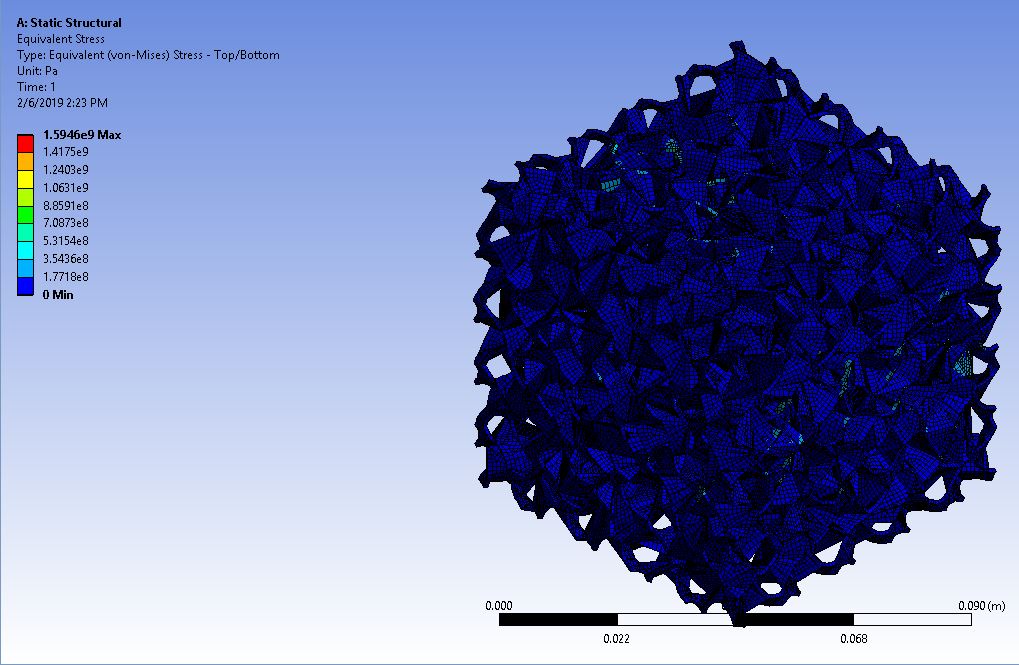 A: Static Structural
Equivalent Stress
Type: Equivalent (von-Mises) Stress - Top/Bottom
Unit: Pa
Time: 1
2/6/2019 2:23 PM
1.5946e9 Max
1.4175e9
1.2403e9
1.0631e9
8.8591e8
7.0873e8
5.3154e8
3.5436e8
1.7718e8
0 Min
0.000 0.090 (m)
0.022 0.068